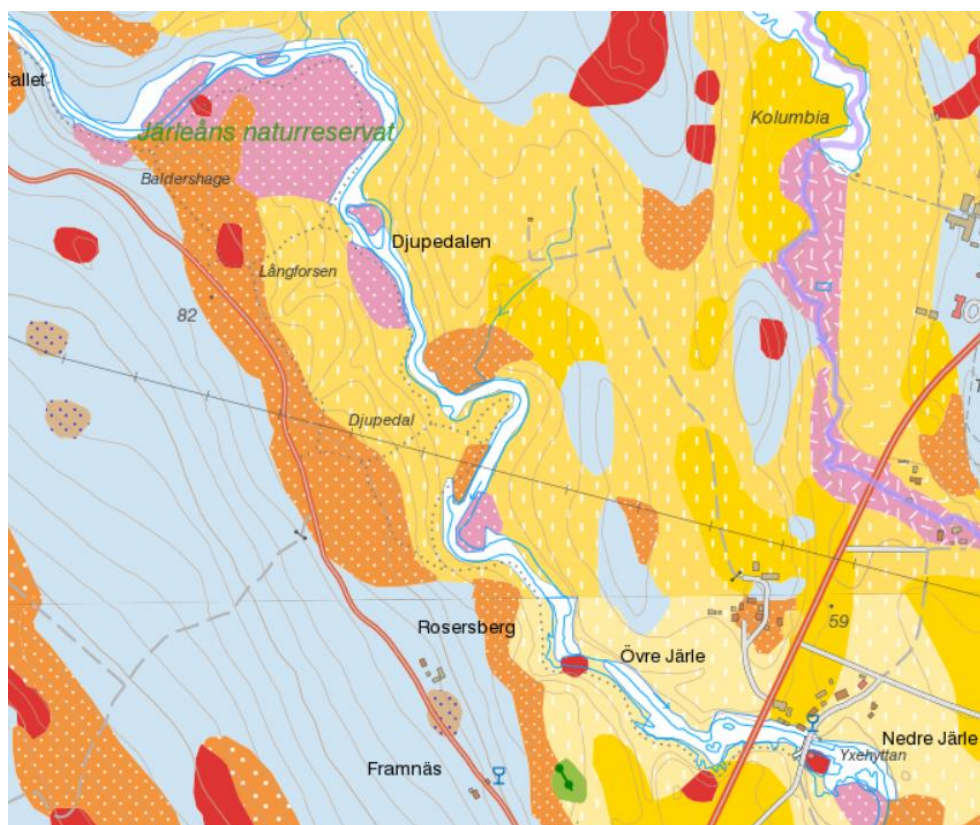 fallet
Järleåns naturreservat
Kolumbia
Baldershage
Djupedalen
Långforsen
82
Djupedal
Rosersberg
59
Övre Järle
Nedre Järle
Yxehyttan
Framnäs